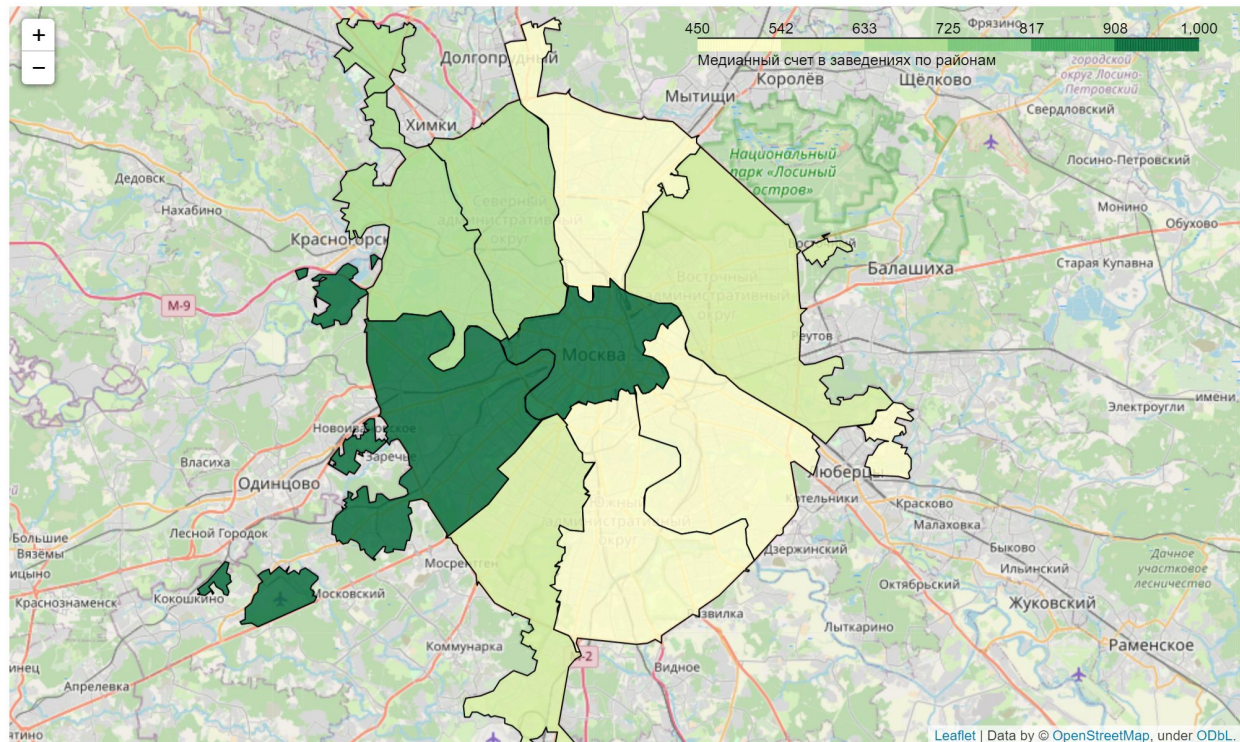 +
−
450 542 633 725 817 908 1,000
Медианный счет в заведениях по районам
Фрязино
городской
округ Лосино-
Петровский
Долгопрудный
Королёв
Щёлково
Мытищи
Свердловский
Химки
Национальный
парк «Лосиный
остров»
Лосино-Петровский
Дедовск
Нахабино
Монино
Обухово
Северный
административный
округ
Красногорск
Балашиха
Старая Купавна
М-9
Восточный
административный
округ
Реутов
Москва
имени
Электроугли
Власиха
Заречье
Одинцово
Люберцы
Котельники
Красково
Малаховка
Южный
административный
округ
Лесной Городок
Большие
Вяземы
Дзержинский
Быково
Ильинский
"Дачное
участковое
лесничество"
Краснознаменск
Кокошкино
Московский
Октябрьский
Жуковский
Коммунарка
Лыткарино
Раменское
Видное
Апрелевка
Leaflet | Data by © OpenStreetMap, under ODbL.